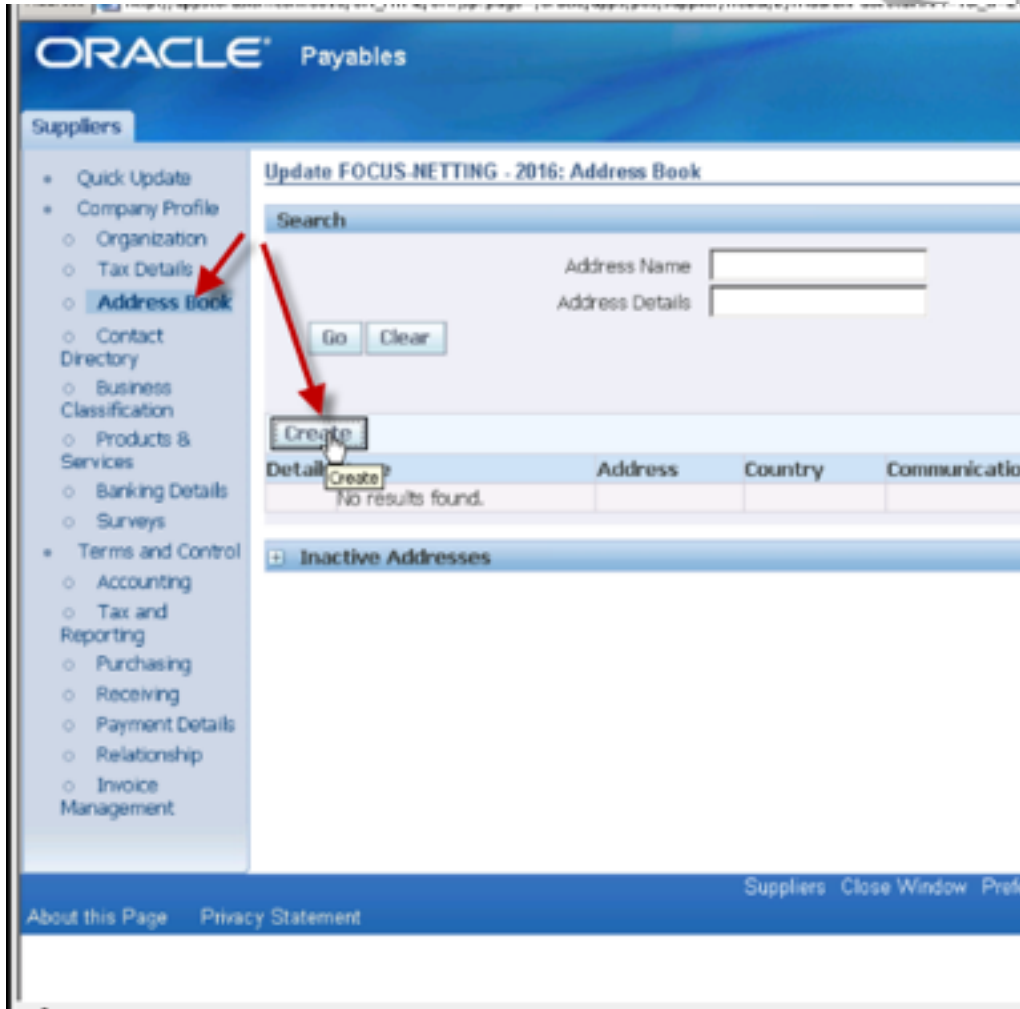 ORACLE Payables
Suppliers
Quick Update
Company Profile
Organization
Tax Details
Address Book
Contact
Directory
Business
Classification
Products &
Services
Banking Details
Surveys
Terms and Control
Accounting
Tax and
Reporting
Purchasing
Receiving
Payment Details
Relationship
Invoice
Management
Update FOCUS-NETTING - 2016: Address Book
Search
Address Name
Address Details
Go Clear
Create
Create
Address Country Communicatio
No results found.
Inactive Addresses
Suppliers Close Window Pref
About this Page Privacy Statement